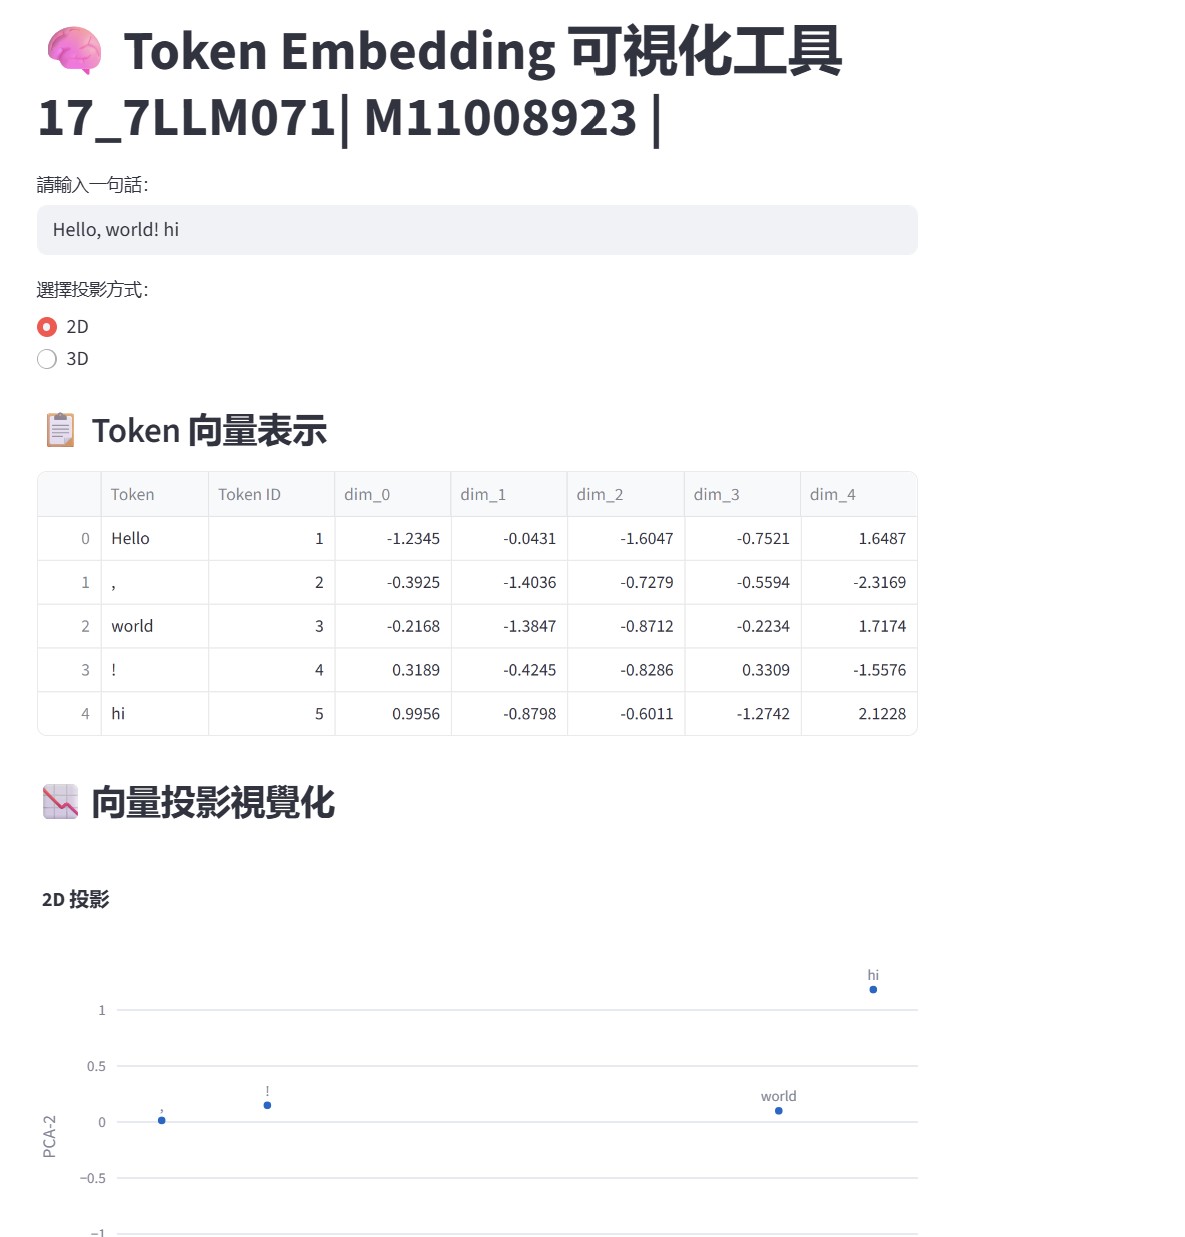 🧠 Token Embedding 可視化工具
17_7LLM071| M11008923 |
請輸入一句話：
Hello, world! hi
選擇投影方式：
2D
3D
📋 Token 向量表示
Token Token ID dim_0 dim_1 dim_2 dim_3 dim_4
0 Hello 1 -1.2345 -0.0431 -1.6047 -0.7521 1.6487
1 , 2 -0.3925 -1.4036 -0.7279 -0.5594 -2.3169
2 world 3 -0.2168 -1.3847 -0.8712 -0.2234 1.7174
3 ! 4 0.3189 -0.4245 -0.8286 0.3309 -1.5576
4 hi 5 0.9956 -0.8798 -0.6011 -1.2742 2.1228
📉 向量投影視覺化
2D 投影
hi
1
0.5
!
world
,
0
PCA-2
−0.5
−1